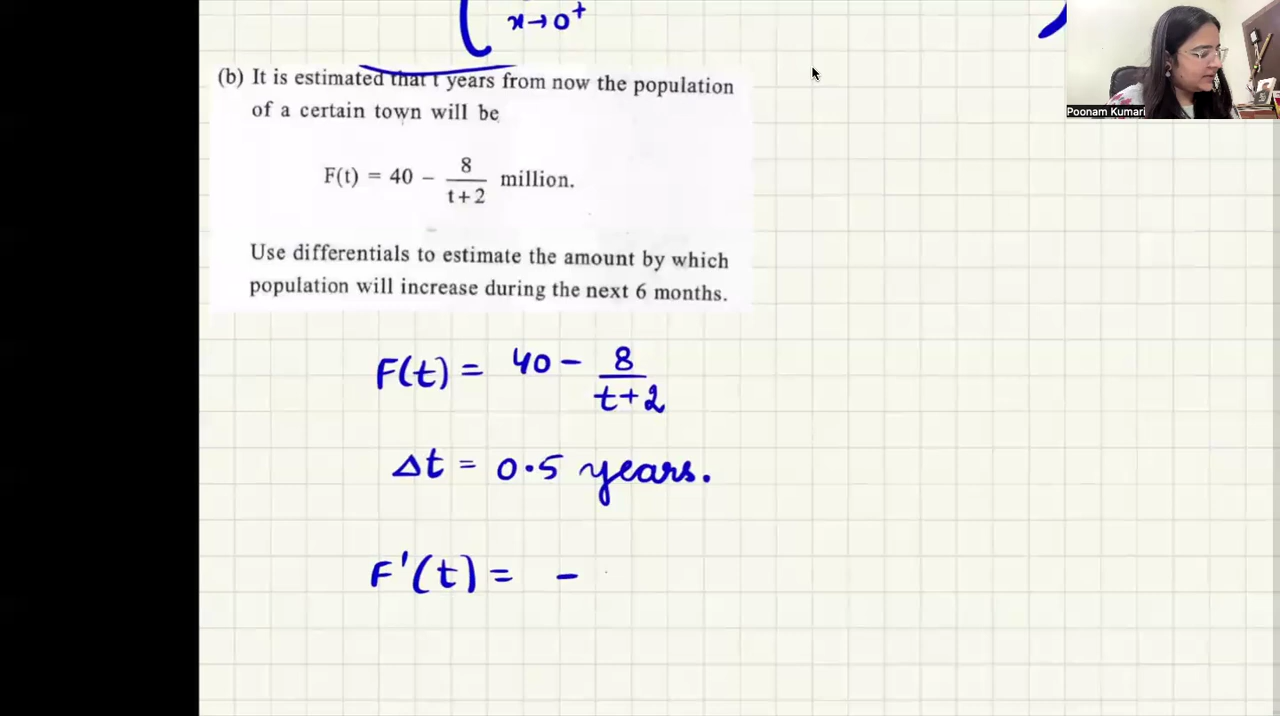 x→0⁺
Poonam Kumari
(b) It is estimated that t years from now the population
of a certain town will be
F(t) = 40 − 8/(t+2) million.
Use differentials to estimate the amount by which
population will increase during the next 6 months.
F(t) = 40 − 8/(t+2)
Δt = 0.5 years.
F'(t) = −